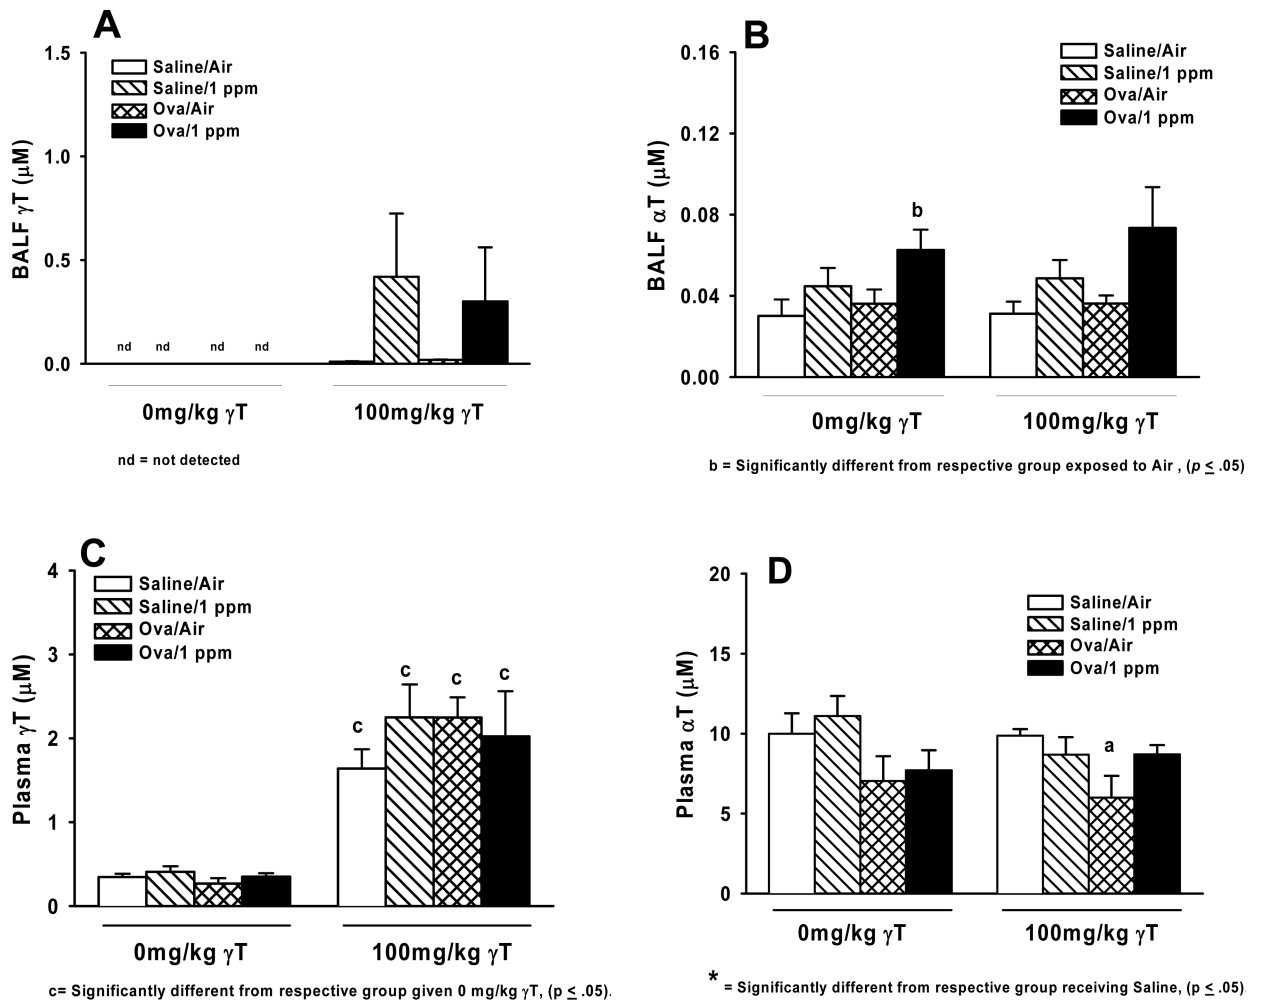 A
BALF γT (μM)
1.5
1.0
0.5
0.0
Saline/Air
Saline/1 ppm
Ova/Air
Ova/1 ppm
nd nd nd nd
0mg/kg γT 100mg/kg γT
nd = not detected
B
BALF αT (μM)
0.16
0.12
0.08
0.04
0.00
Saline/Air
Saline/1 ppm
Ova/Air
Ova/1 ppm
b
0mg/kg γT 100mg/kg γT
b = Significantly different from respective group exposed to Air , (p ≤ .05)
C
Plasma γT (μM)
4
3
2
1
0
Saline/Air
Saline/1 ppm
Ova/Air
Ova/1 ppm
c c c c
0mg/kg γT 100mg/kg γT
c= Significantly different from respective group given 0 mg/kg γT, (p ≤ .05).
D
Plasma αT (μM)
20
15
10
5
0
Saline/Air
Saline/1 ppm
Ova/Air
Ova/1 ppm
a
0mg/kg γT 100mg/kg γT
* = Significantly different from respective group receiving Saline, (p ≤ .05)